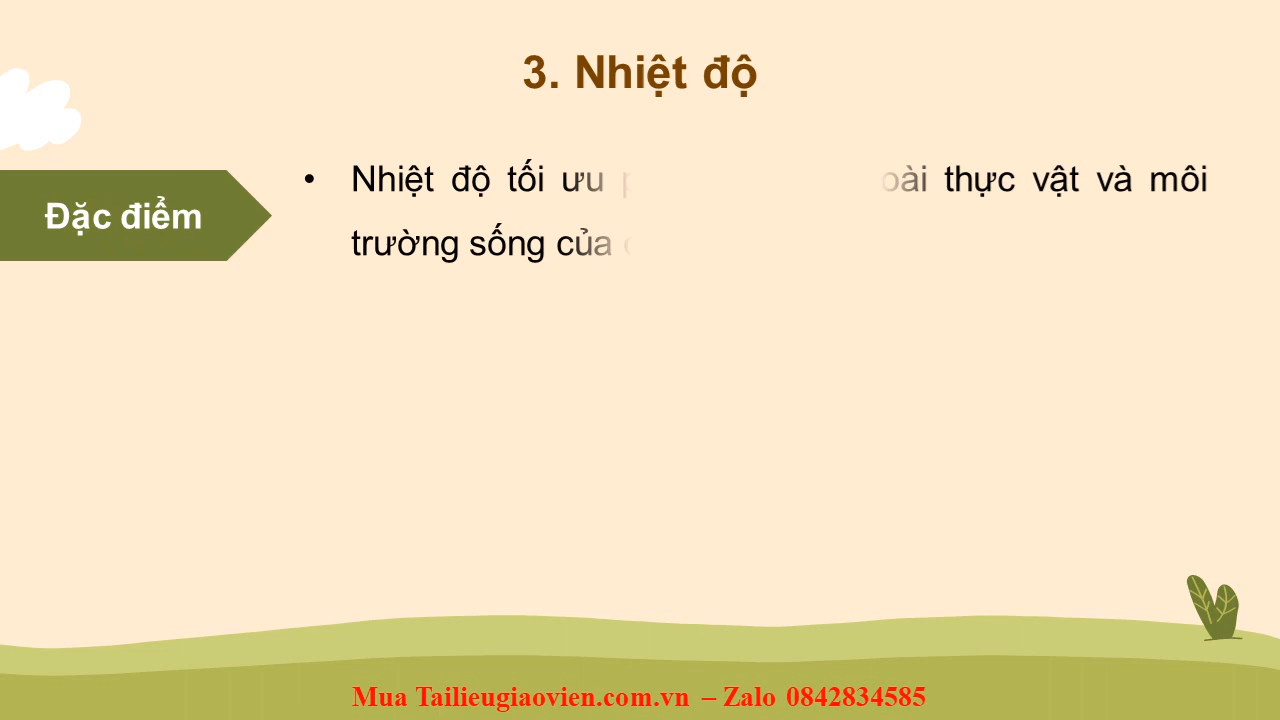 3. Nhiệt độ
Đặc điểm
• Nhiệt độ tối ưu thực vật và môi
trường sống của
Mua Tailieugiaovien.com.vn – Zalo 0842834585